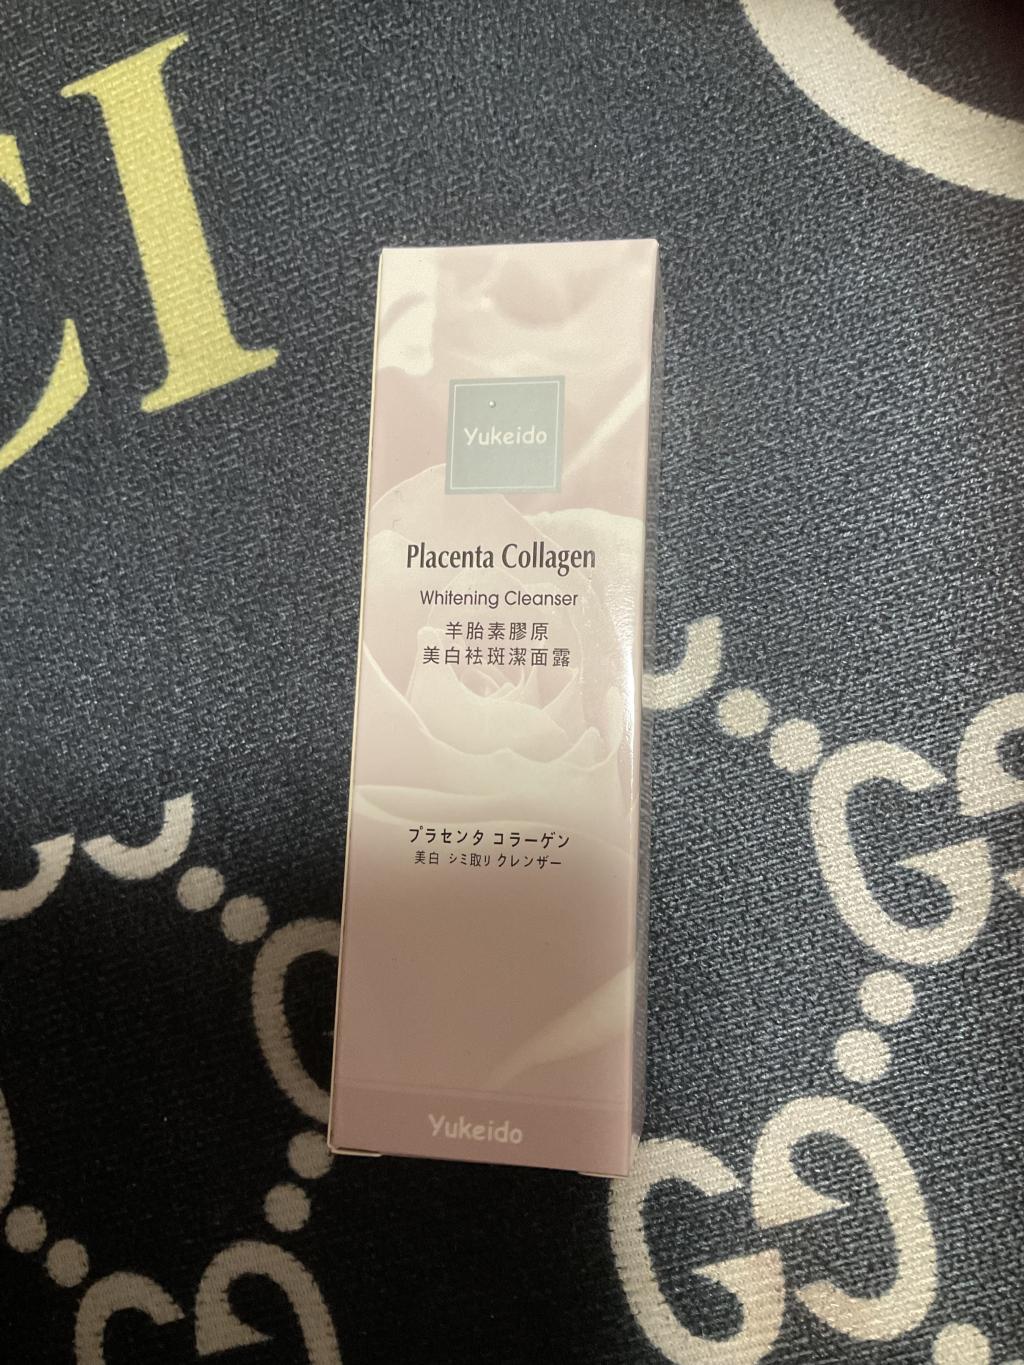 CI
Yukeido
Placenta Collagen
Whitening Cleanser
羊胎素膠原
美白袪斑潔面露
プラセンタ コラーゲン
美白 シミ取り クレンザー
Yukeido